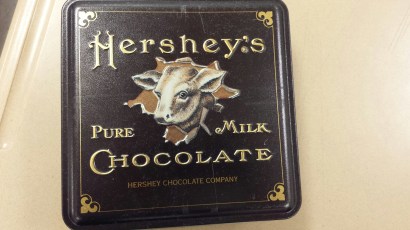 Hershey's
PURE MILK
CHOCOLATE
HERSHEY CHOCOLATE COMPANY